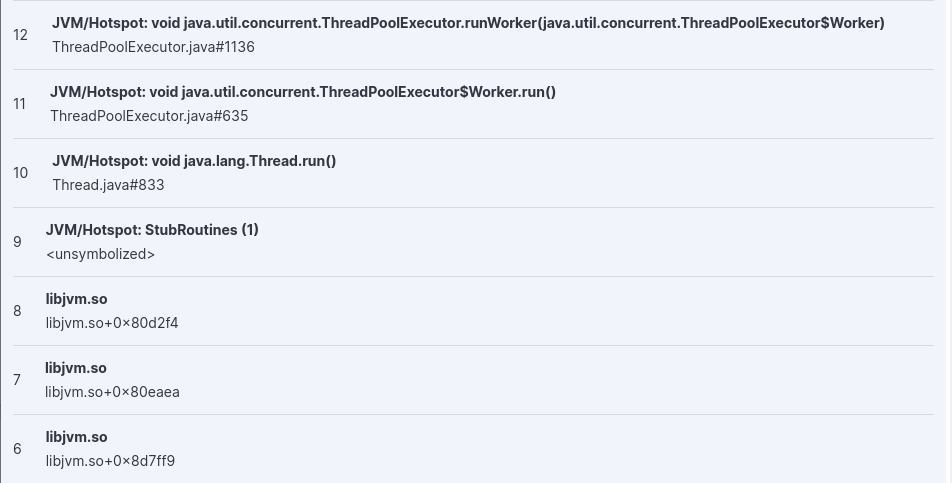 12
JVM/Hotspot: void java.util.concurrent.ThreadPoolExecutor.runWorker(java.util.concurrent.ThreadPoolExecutor$Worker)
ThreadPoolExecutor.java#1136
11
JVM/Hotspot: void java.util.concurrent.ThreadPoolExecutor$Worker.run()
ThreadPoolExecutor.java#635
10
JVM/Hotspot: void java.lang.Thread.run()
Thread.java#833
9
JVM/Hotspot: StubRoutines (1)
<unsymbolized>
8
libjvm.so
libjvm.so+0×80d2f4
7
libjvm.so
libjvm.so+0×80eaea
6
libjvm.so
libjvm.so+0×8d7ff9